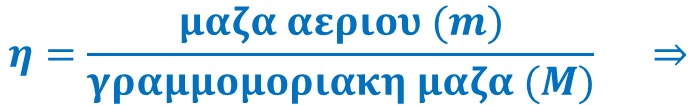 η = μαζα αεριου (m) / γραμμομοριακη μαζα (M) ⇒